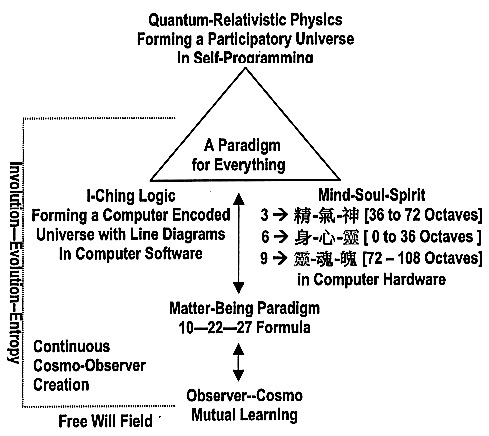 Quantum-Relativistic Physics
Forming a Participatory Universe
In Self-Programming
A Paradigm
for Everything
I-Ching Logic
Forming a Computer Encoded
Universe with Line Diagrams
In Computer Software
Mind-Soul-Spirit
3 → 精-氣-神 [36 to 72 Octaves]
6 → 身-心-靈 [ 0 to 36 Octaves ]
9 → 靈-魂-魄 [72 – 108 Octaves]
in Computer Hardware
Involution—Evolution—Entropy
Matter-Being Paradigm
10—22—27 Formula
Continuous
Cosmo-Observer
Creation
Observer--Cosmo
Mutual Learning
Free Will Field